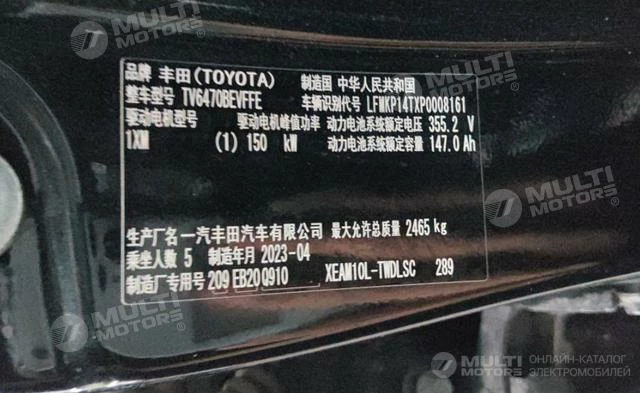 MULTI MOTORS®
MULTI MOTORS®
品牌 丰田(TOYOTA) 制造国 中华人民共和国
整车型号 TV6470BEVFFE 车辆识别代号 LFMKP14TXP0008161
驱动电机型号 驱动电机峰值功率 动力电池系统额定电压 355.2 V
1XM (1) 150 kW 动力电池系统额定容量 147.0 Ah
MULTI MOTORS®
生产厂名 一汽丰田汽车有限公司 最大允许总质量 2465 kg
乘坐人数 5 制造年月 2023-04
制造厂专用号 209 EB20 Q910 XEAM10L-TWDLSC 289
MULTI MOTORS®
MULTI MOTORS®
ОНЛАЙН-КАТАЛОГ
ЭЛЕКТРОМОБИЛЕЙ